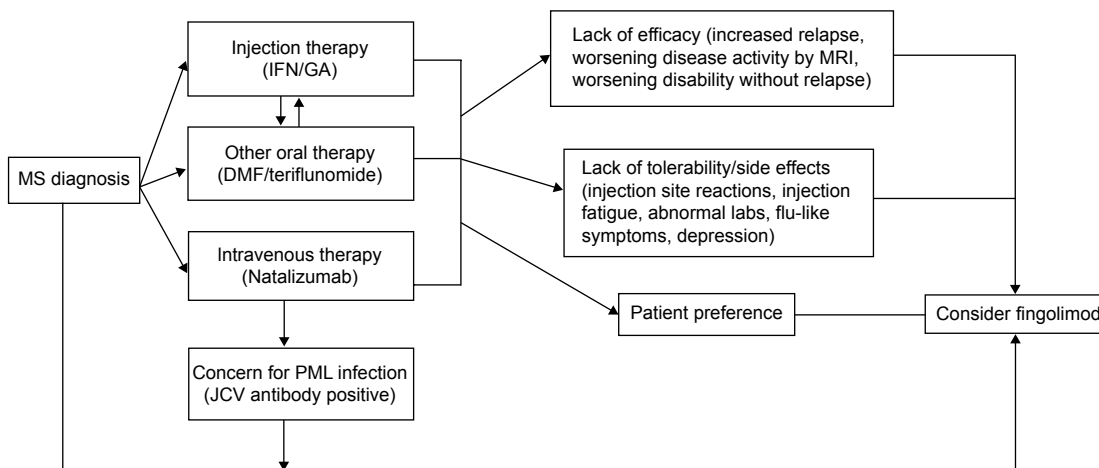 Injection therapy
(IFN/GA)
Lack of efficacy (increased relapse,
worsening disease activity by MRI,
worsening disability without relapse)
Other oral therapy
(DMF/teriflunomide)
MS diagnosis
Lack of tolerability/side effects
(injection site reactions, injection
fatigue, abnormal labs, flu-like
symptoms, depression)
Intravenous therapy
(Natalizumab)
Patient preference
Consider fingolimod
Concern for PML infection
(JCV antibody positive)